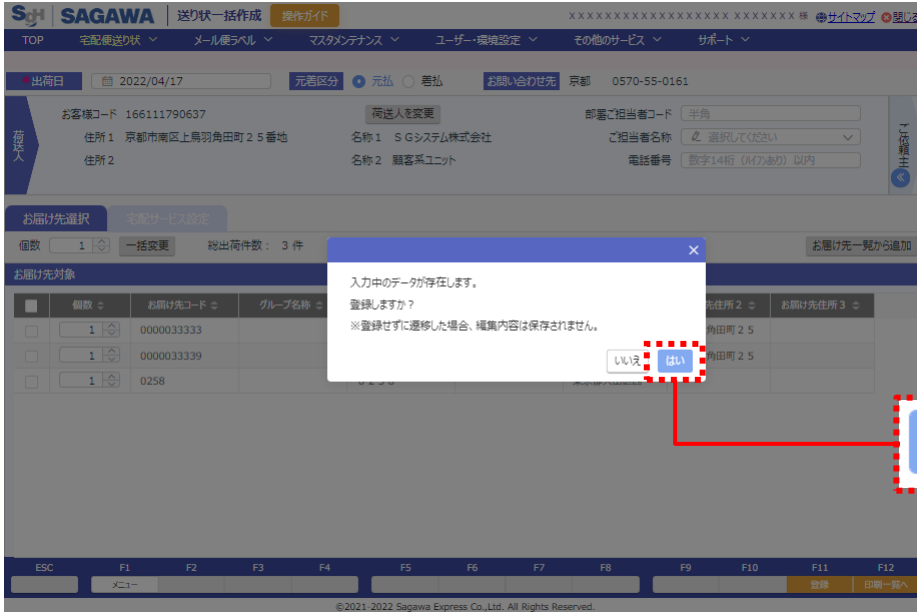 SGH SAGAWA 送り状一括作成 操作ガイド XXXXXXXXXXXXXXXXXXX XXXXXXX 様 サイトマップ 閉じる
TOP 宅配便送り状 メール便ラベル マスタメンテナンス ユーザー・環境設定 その他のサービス サポート
出荷日 2022/04/17 元着区分 元払 着払 お問い合わせ先 京都 0570-55-0161
荷送人
お客様コード 166111790637 荷送人を変更 部署ご担当者コード 半角
住所1 京都市南区上鳥羽角田町25番地 名称1 SGシステム株式会社 ご担当者名称 選択してください
住所2 名称2 顧客系ユニット 電話番号 数字14桁(ハイフンあり)以内
ご依頼主
お届け先選択 宅配サービス設定
個数 1 一括変更 総出荷件数: 3 件 お届け先一覧から追加
お届け先対象
個数 お届け先コード グループ名称 先住所2 お届け先住所3
1 0000033333 角田町25
1 0000033339 角田町25
1 0258
入力中のデータが存在します。
登録しますか?
※登録せずに遷移した場合、編集内容は保存されません。
いいえ はい
ESC F1 F2 F3 F4 F5 F6 F7 F8 F9 F10 F11 F12
メニュー 登録 印刷一覧へ
©2021-2022 Sagawa Express Co.,Ltd. All Rights Reserved.